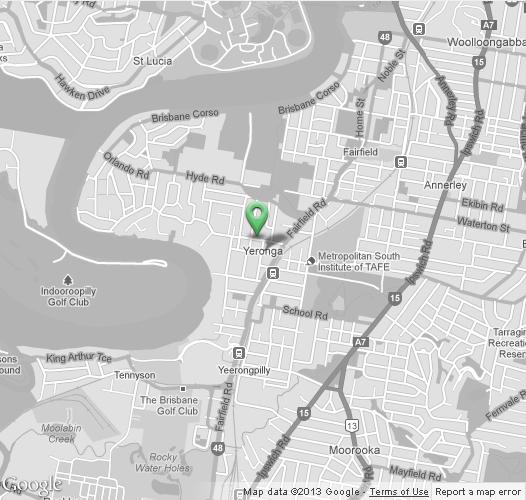 48
A7
Woolloongabba
15
St Lucia
Hawken Drive
Noble St
Annerley Rd
Ipswich Rd
Brisbane Corso
Brisbane Corso
Home St
Fairfield
Orlando Rd
Hyde Rd
Annerley
Ekibin Rd
Waterton St
Fairfield Rd
Yeronga
Metropolitan South
Institute of TAFE
Ipswich Rd
Indooroopilly
Golf Club
15
School Rd
Tarragin
Recreatio
Reserve
A7
King Arthur Tce
Tennyson
Yeerongpilly
The Brisbane
Golf Club
Fairfield Rd
Fernvale R
15
13
Moolabin
Creek
Moorooka
Rocky
Water Holes
48
Ipswich Rd
Mayfield Rd
Google
Map data ©2013 Google - Terms of Use Report a map error